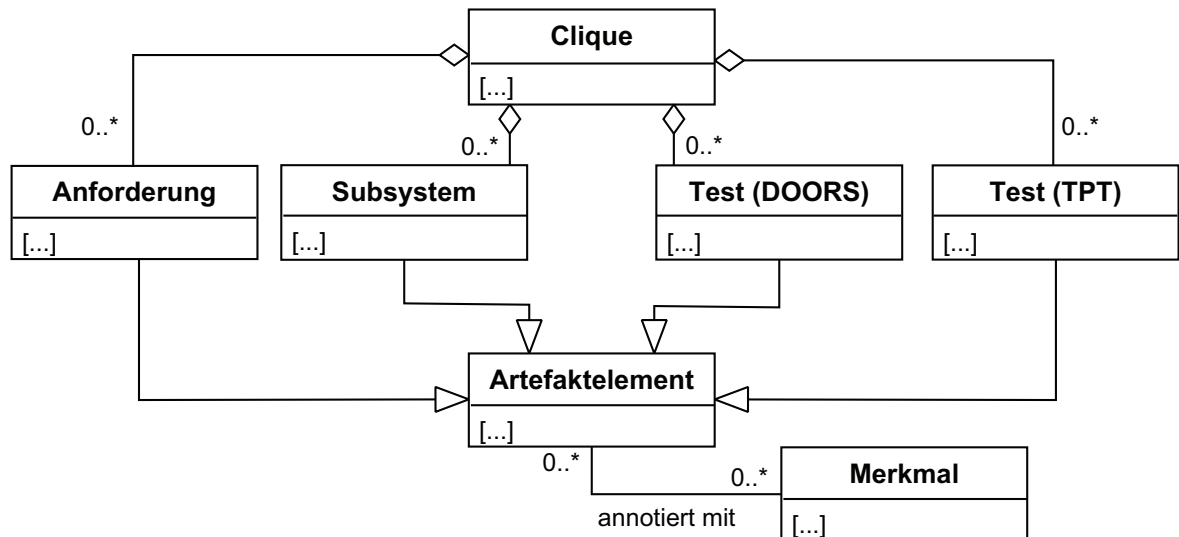 Clique
[...]
0..*
0..*
0..*
0..*
Anforderung
Subsystem
Test (DOORS)
Test (TPT)
[...]
[...]
[...]
[...]
Artefaktelement
[...]
0..*
0..*
annotiert mit
Merkmal
[...]